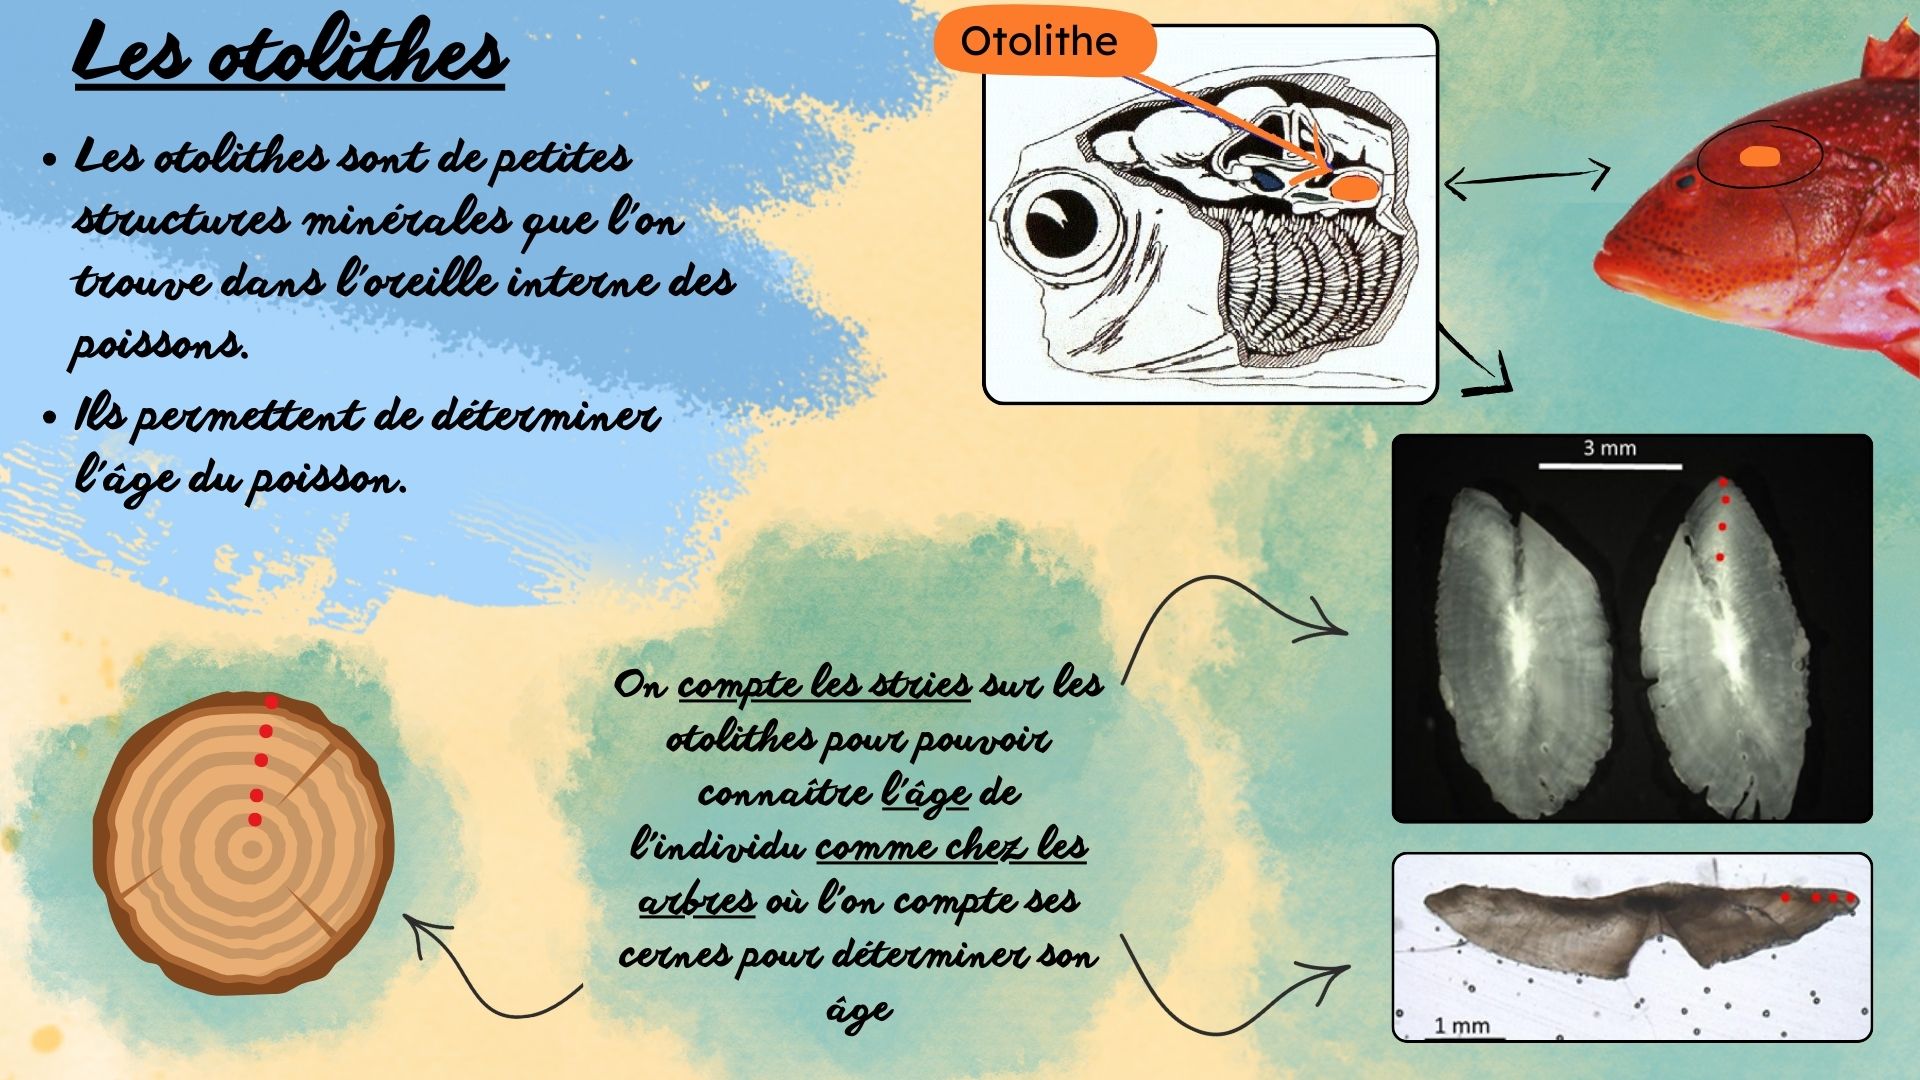 Les otolithes
• Les otolithes sont de petites
structures minérales que l'on
trouve dans l'oreille interne des
poissons.
• Ils permettent de déterminer
l'âge du poisson.
Otolithe
3 mm
On compte les stries sur les
otolithes pour pouvoir
connaître l'âge de
l'individu comme chez les
arbres où l'on compte ses
cernes pour déterminer son
âge
1 mm